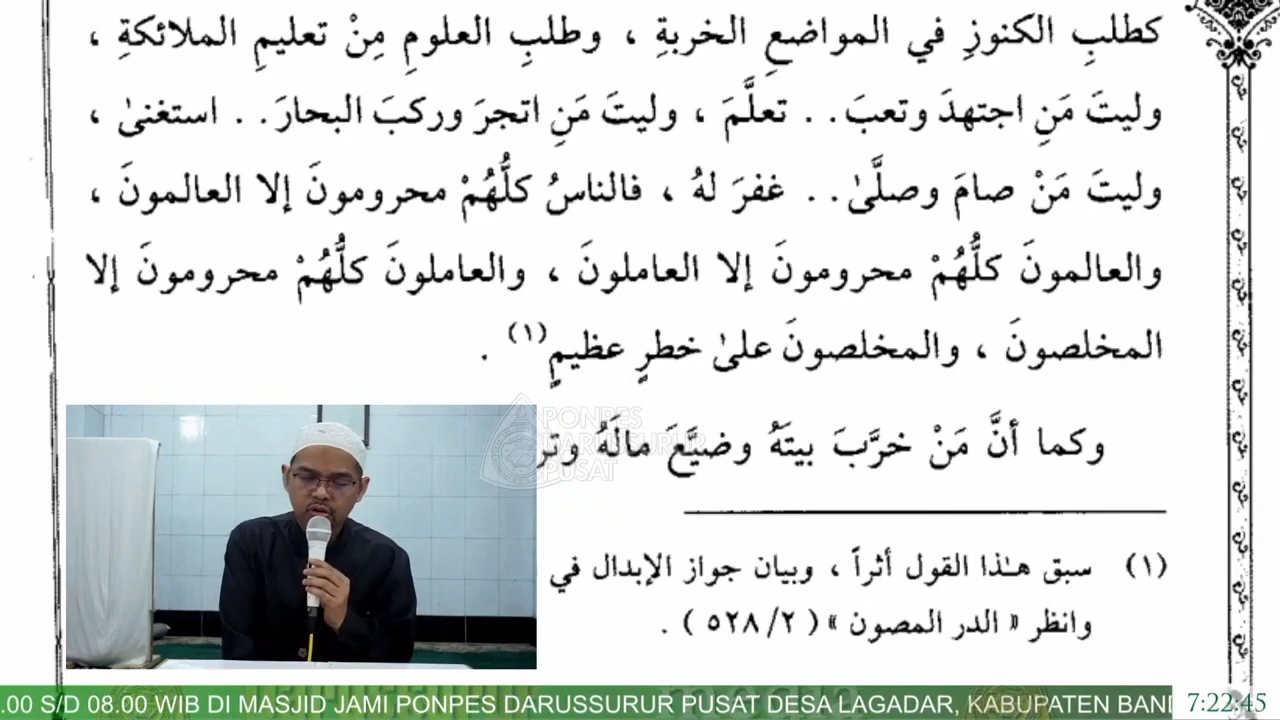 كطلبِ الكنوزِ في المواضعِ الخربةِ ، وطلبِ العلومِ مِنْ تعليمِ الملائكةِ ،
وليتَ مَنِ اجتهدَ وتعبَ.. تعلَّمَ ، وليتَ مَنِ اتجرَ وركبَ البحارَ.. استغنىٰ ،
وليتَ مَنْ صامَ وصلَّىٰ.. غفرَ لهُ ، فالناسُ كلُّهُمْ محرومونَ إلا العالمونَ ،
والعالمونَ كلُّهُمْ محرومونَ إلا العاملونَ ، والعاملونَ كلُّهُمْ محرومونَ إلا
المخلصونَ ، والمخلصونَ علىٰ خطرٍ عظيمٍ(١) .
وكما أنَّ مَنْ خرَّبَ بيتَهُ وضيَّعَ مالَهُ
PONPES
DARUSSURUR
PUSAT
(١) سبق هـٰذا القول أثراً ، وبيان جواز الإبدال في
وانظر « الدر المصون » ( ٥٢٨/٢ ) .
.00 S/D 08.00 WIB DI MASJID JAMI PONPES DARUSSURUR PUSAT DESA LAGADAR, KABUPATEN BAND
7:22:45